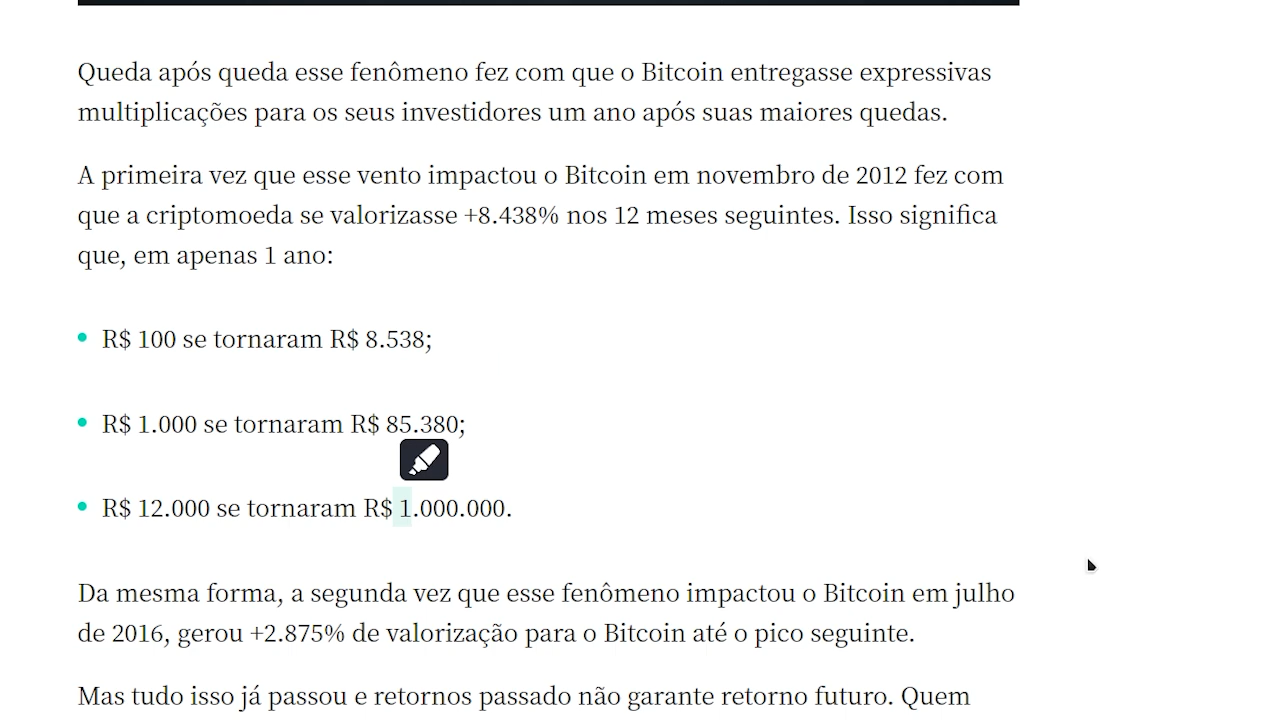 Queda após queda esse fenômeno fez com que o Bitcoin entregasse expressivas
multiplicações para os seus investidores um ano após suas maiores quedas.
A primeira vez que esse vento impactou o Bitcoin em novembro de 2012 fez com
que a criptomoeda se valorizasse +8.438% nos 12 meses seguintes. Isso significa
que, em apenas 1 ano:
R$ 100 se tornaram R$ 8.538;
R$ 1.000 se tornaram R$ 85.380;
R$ 12.000 se tornaram R$ 1.000.000.
Da mesma forma, a segunda vez que esse fenômeno impactou o Bitcoin em julho
de 2016, gerou +2.875% de valorização para o Bitcoin até o pico seguinte.
Mas tudo isso já passou e retornos passado não garante retorno futuro. Quem